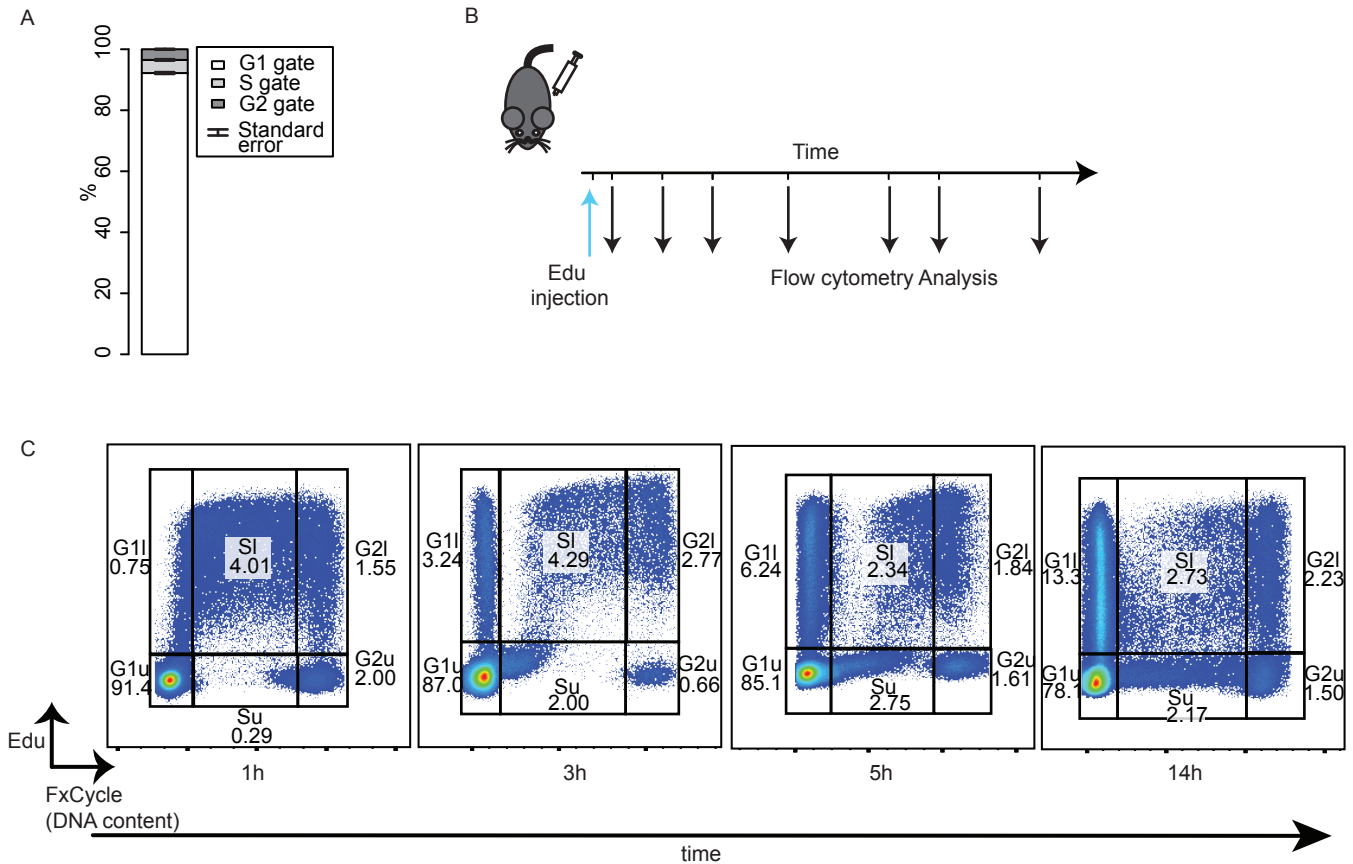 A
100
80
60
40
20
0
%
G1 gate
S gate
G2 gate
Standard
error
B
Time
Edu
injection
Flow cytometry Analysis
C
G1l
0.75
Sl
4.01
G2l
1.55
G1u
91.4
Su
0.29
G2u
2.00
1h
G1l
3.24
Sl
4.29
G2l
2.77
G1u
87.0
Su
2.00
G2u
0.66
3h
G1l
6.24
Sl
2.34
G2l
1.84
G1u
85.1
Su
2.75
G2u
1.61
5h
G1l
13.3
Sl
2.73
G2l
2.23
G1u
78.1
Su
2.17
G2u
1.50
14h
Edu
FxCycle
(DNA content)
time